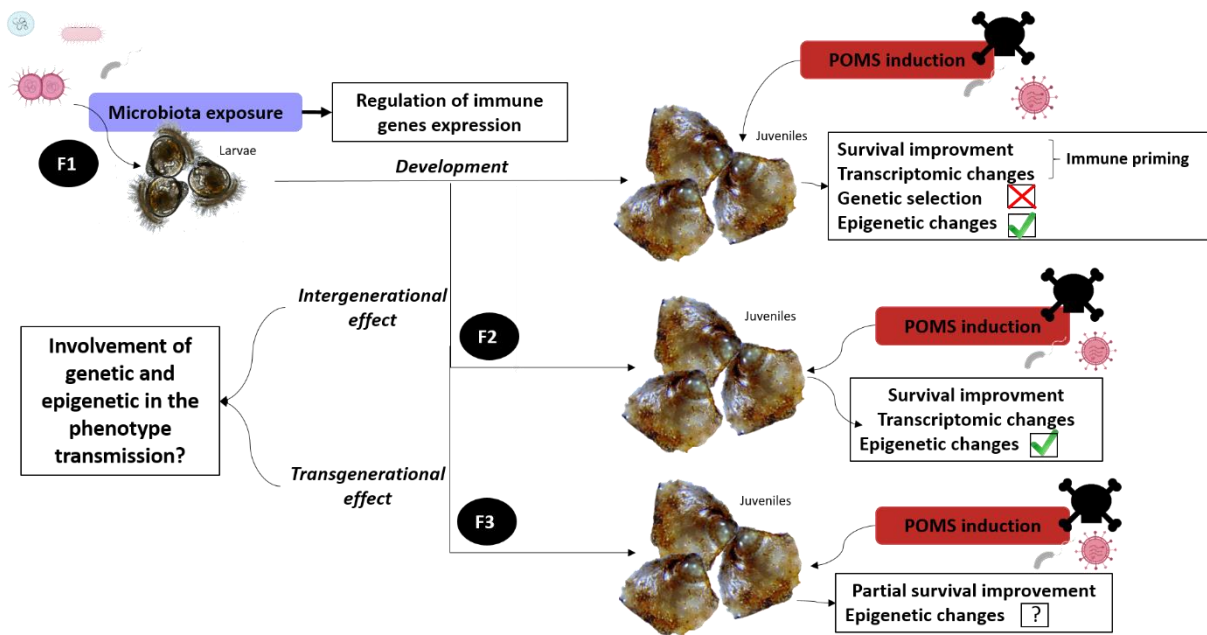 Microbiota exposure
Regulation of immune
genes expression
F1
Larvae
Development
POMS induction
Juveniles
Survival improvment
Transcriptomic changes
Immune priming
Genetic selection
Epigenetic changes
Intergenerational
effect
F2
Juveniles
POMS induction
Survival improvment
Transcriptomic changes
Epigenetic changes
Involvement of
genetic and
epigenetic in the
phenotype
transmission?
Transgenerational
effect
F3
Juveniles
POMS induction
Partial survival improvement
Epigenetic changes ?